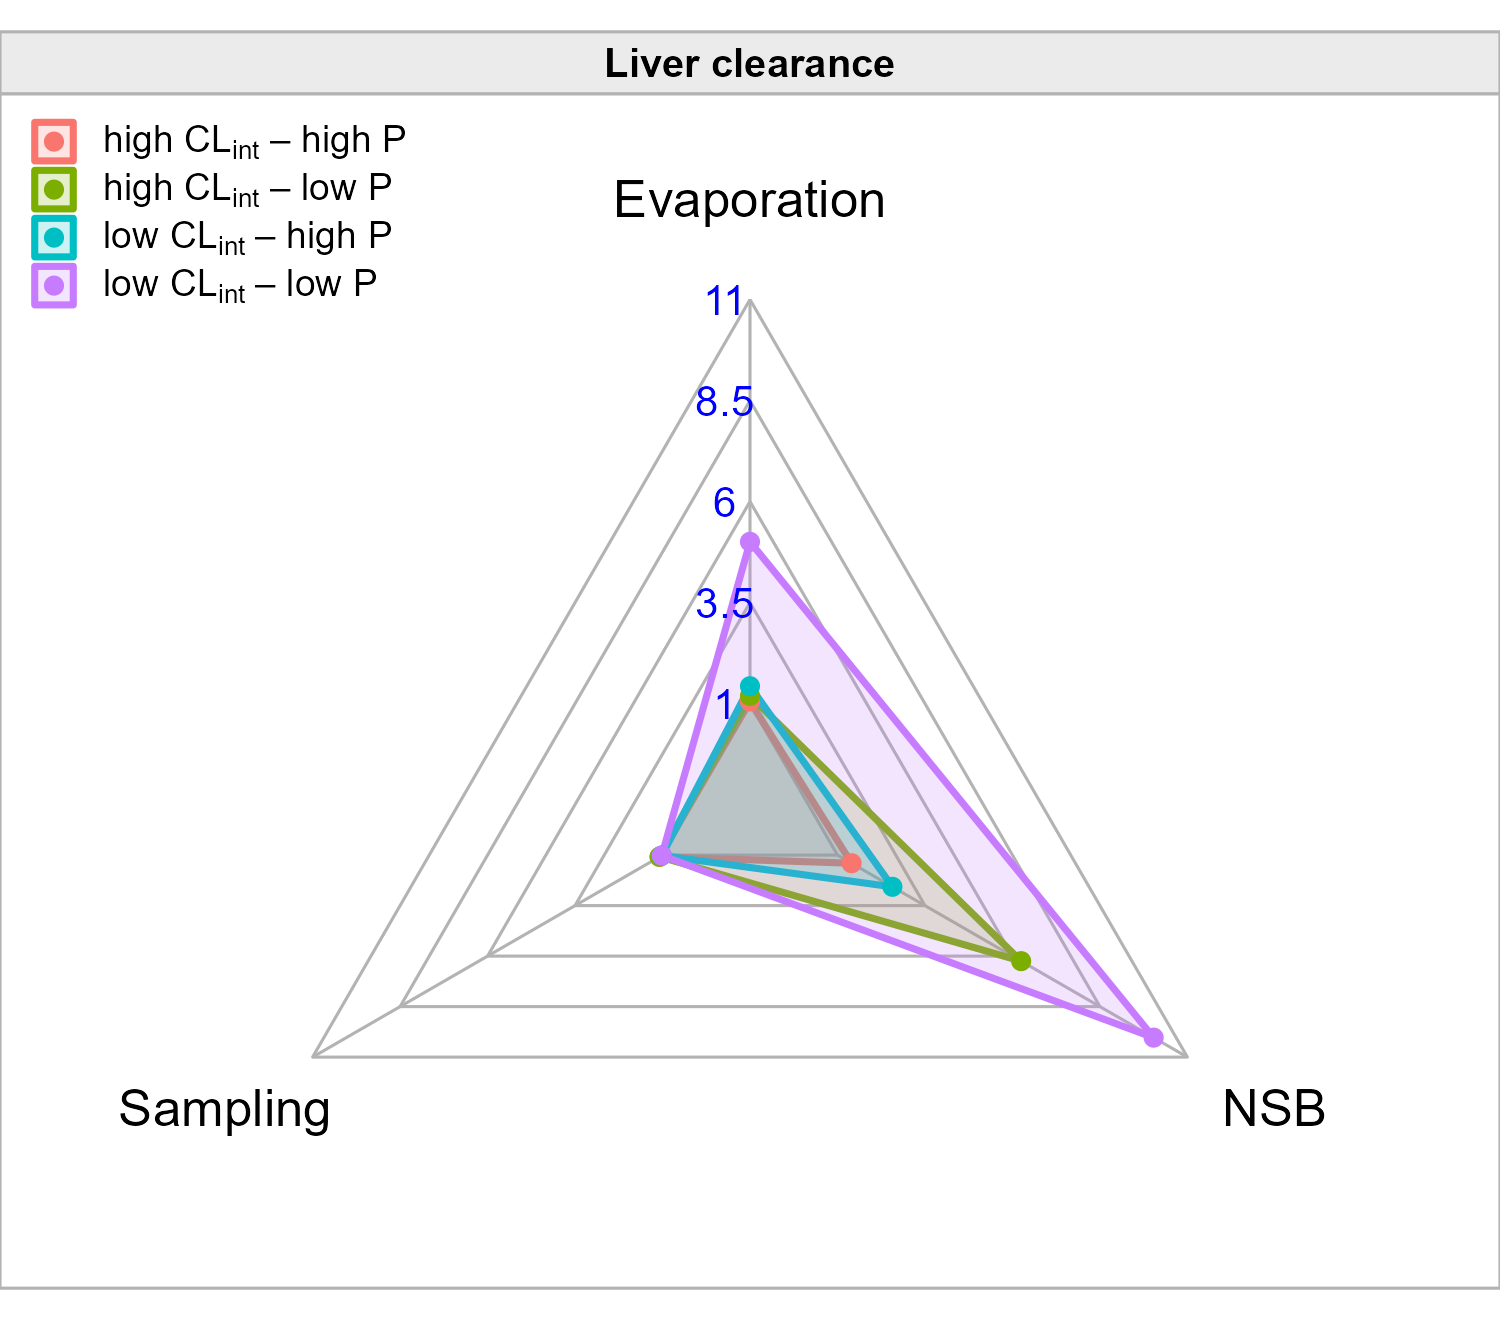 Liver clearance
high CLint – high P
high CLint – low P
low CLint – high P
low CLint – low P
Evaporation
11
8.5
6
3.5
1
Sampling
NSB